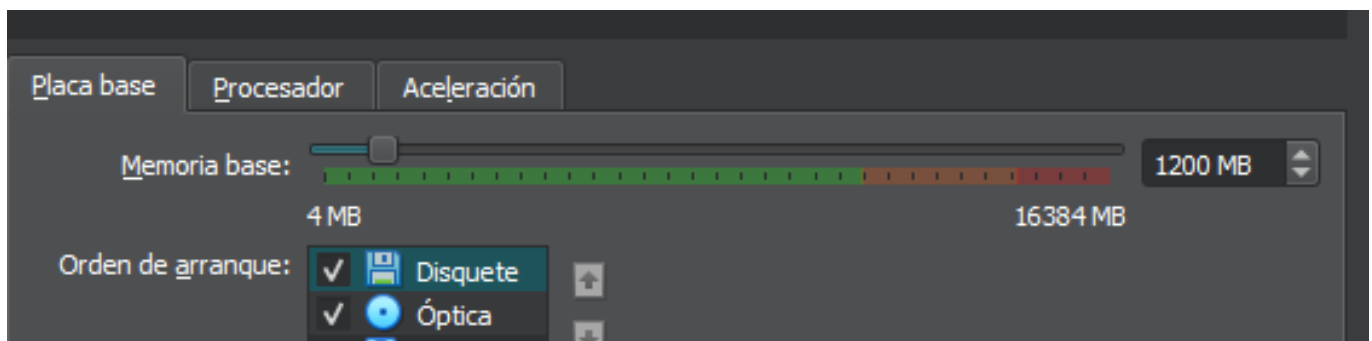 Placa base Procesador Aceleración
Memoria base: 1200 MB
4 MB 16384 MB
Orden de arranque: Disquete
Óptica